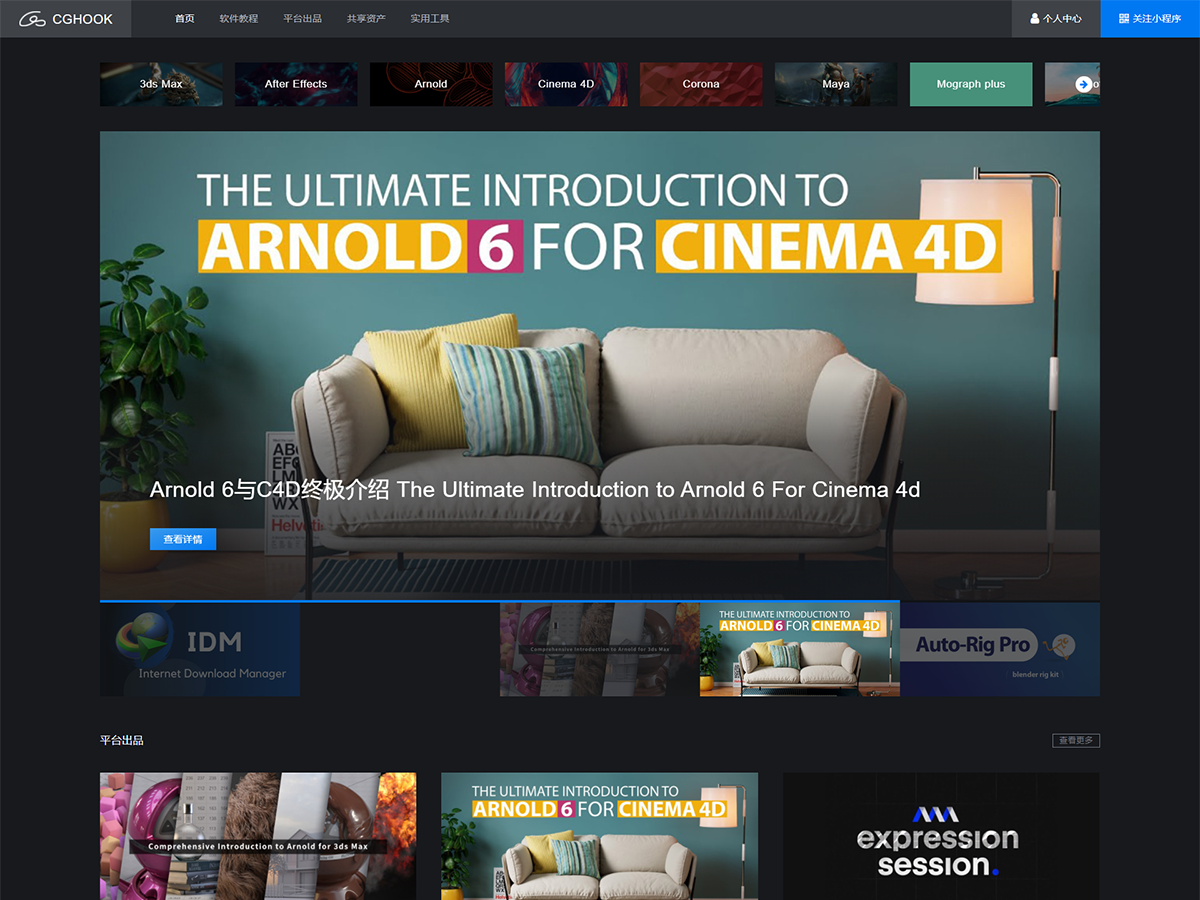 CGHOOK
首页
软件教程
平台出品
共享资产
实用工具
个人中心
关注小程序
3ds Max
After Effects
Arnold
Cinema 4D
Corona
Maya
Mograph plus
THE ULTIMATE INTRODUCTION TO
ARNOLD 6 FOR CINEMA 4D
Arnold 6与C4D终极介绍 The Ultimate Introduction to Arnold 6 For Cinema 4d
查看详情
IDM
Internet Download Manager
Comprehensive Introduction to Arnold for 3ds Max
THE ULTIMATE INTRODUCTION TO
ARNOLD 6 FOR CINEMA 4D
Auto-Rig Pro
blender rig kit
平台出品
查看更多
Comprehensive Introduction to Arnold for 3ds Max
THE ULTIMATE INTRODUCTION TO
ARNOLD 6 FOR CINEMA 4D
expression
session.